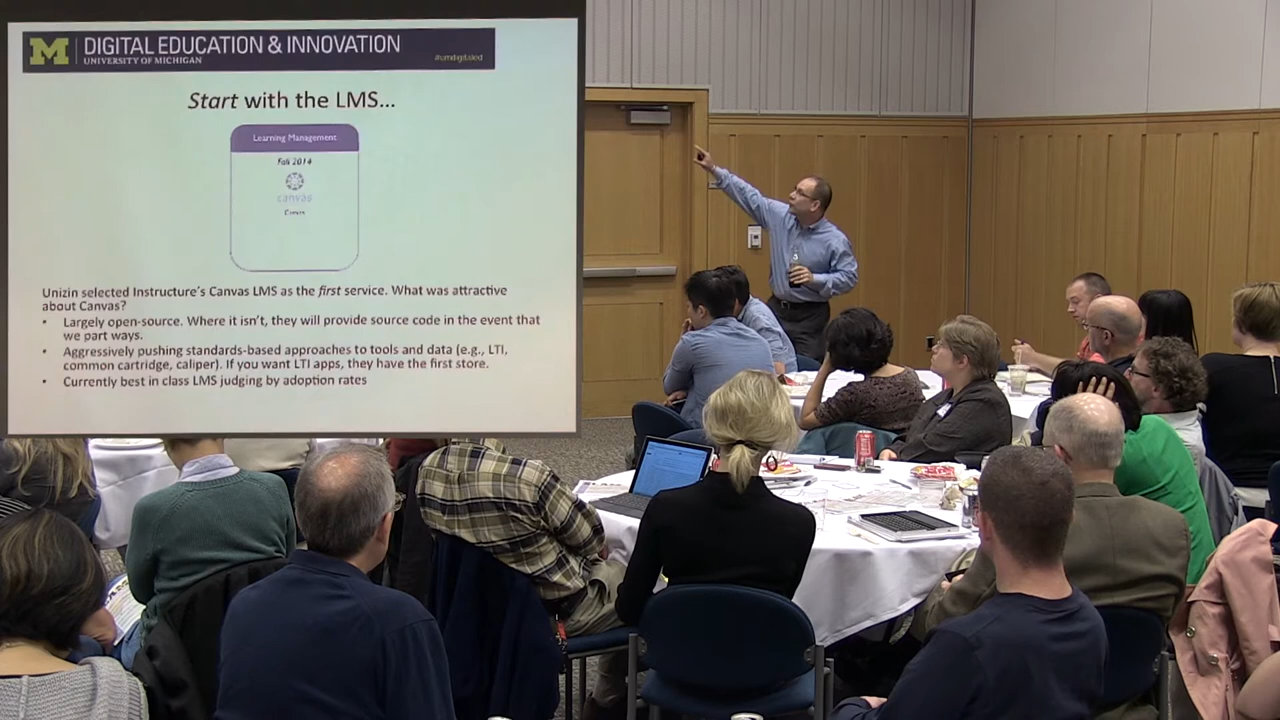 M DIGITAL EDUCATION & INNOVATION
UNIVERSITY OF MICHIGAN
#umdigitaled
Start with the LMS...
Learning Management
Fall 2014
canvas
Canvas
Unizin selected Instructure's Canvas LMS as the first service. What was attractive
about Canvas?
• Largely open-source. Where it isn't, they will provide source code in the event that
we part ways.
• Aggressively pushing standards-based approaches to tools and data (e.g., LTI,
common cartridge, caliper). If you want LTI apps, they have the first store.
• Currently best in class LMS judging by adoption rates